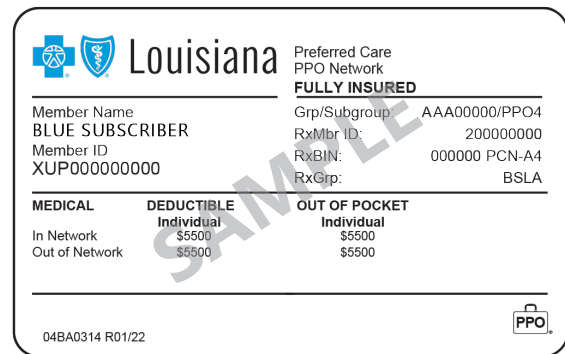 Louisiana
Preferred Care
PPO Network
FULLY INSURED
Member Name
BLUE SUBSCRIBER
Member ID
XUP000000000
Grp/Subgroup: AAA00000/PPO4
RxMbr ID: 200000000
RxBIN: 000000 PCN-A4
RxGrp: BSLA
SAMPLE
MEDICAL DEDUCTIBLE OUT OF POCKET
Individual Individual
In Network $5500 $5500
Out of Network $5500 $5500
04BA0314 R01/22
PPO